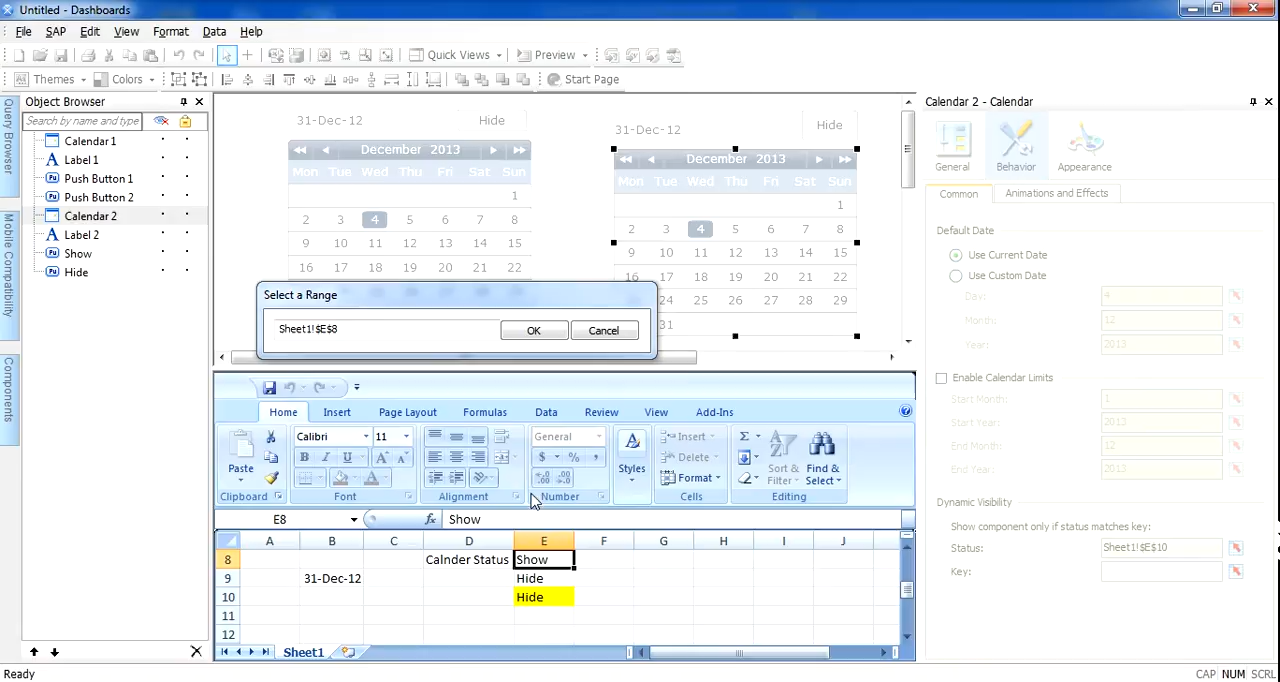 Untitled - Dashboards
File SAP Edit View Format Data Help
Quick Views Preview
Themes Colors Start Page
Query Browser
Mobile Compatibility
Components
Object Browser
Search by name and type
Calendar 1
Label 1
Push Button 1
Push Button 2
Calendar 2
Label 2
Show
Hide
31-Dec-12 Hide
December 2013
Mon Tue Wed Thu Fri Sat Sun
1
2 3 4 5 6 7 8
9 10 11 12 13 14 15
16 17 18 19 20 21 22
31-Dec-12 Hide
December 2013
Mon Tue Wed Thu Fri Sat Sun
1
2 3 4 5 6 7 8
9 10 11 12 13 14 15
16 17 18 19 20 21 22
24 25 26 27 28 29
31
Select a Range
Sheet1!$E$8 OK Cancel
Home Insert Page Layout Formulas Data Review View Add-Ins
Paste
Clipboard
Calibri 11
B I U A A
Font
Alignment
General
$ % ,
Number
Styles
Insert
Delete
Format
Cells
Σ
Sort & Filter
Find & Select
Editing
E8 fx Show
A B C D E F G H I J
8 Calnder Status Show
9 31-Dec-12 Hide
10 Hide
11
12
Sheet1
Calendar 2 - Calendar
General Behavior Appearance
Common Animations and Effects
Default Date
Use Current Date
Use Custom Date
Day: 4
Month: 12
Year: 2013
Enable Calendar Limits
Start Month: 1
Start Year: 2013
End Month: 12
End Year: 2013
Dynamic Visibility
Show component only if status matches key:
Status: Sheet1!$E$10
Key:
Ready CAP NUM SCRL